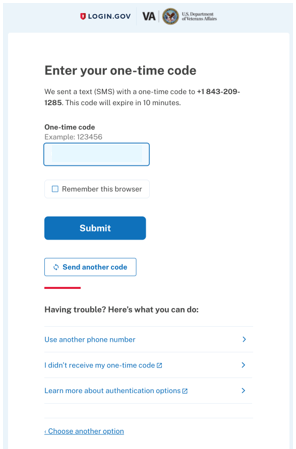 LOGIN.GOV VA U.S. Department
of Veterans Affairs
Enter your one-time code
We sent a text (SMS) with a one-time code to +1 843-209-
1285. This code will expire in 10 minutes.
One-time code
Example: 123456
Remember this browser
Submit
Send another code
Having trouble? Here’s what you can do:
Use another phone number
I didn’t receive my one-time code
Learn more about authentication options
‹ Choose another option